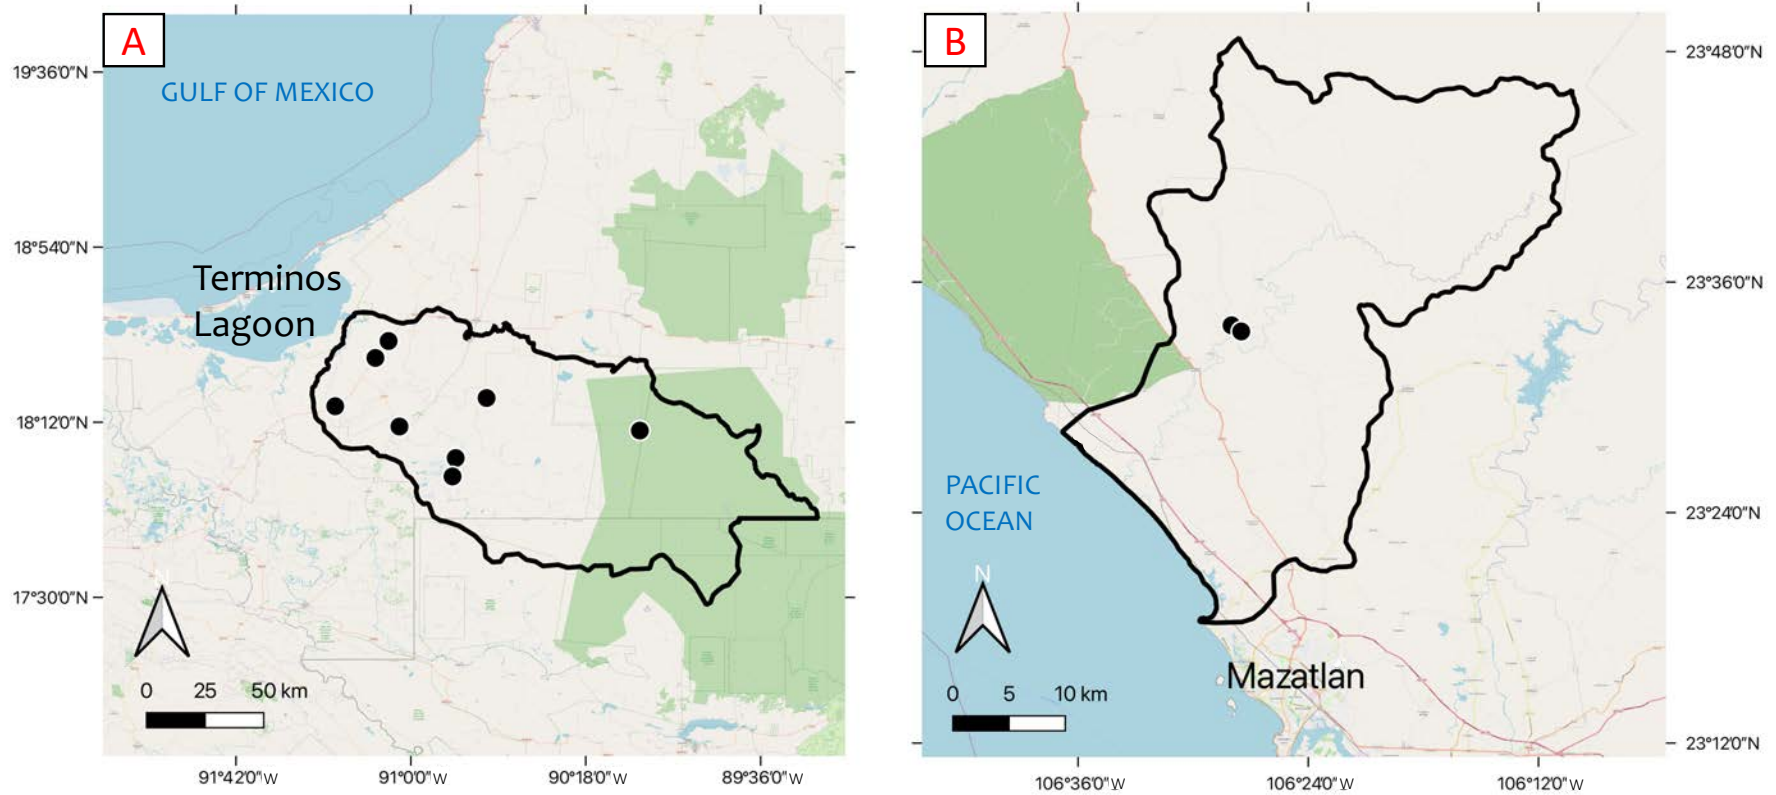 A
GULF OF MEXICO
Terminos
Lagoon
19°36'0"N
18°54'0"N
18°12'0"N
17°30'0"N
N
0 25 50 km
91°42'0"W 91°00'0"W 90°18'0"W 89°36'0"W
B
PACIFIC
OCEAN
Mazatlan
23°48'0"N
23°36'0"N
23°24'0"N
23°12'0"N
N
0 5 10 km
106°36'0"W 106°24'0"W 106°12'0"W